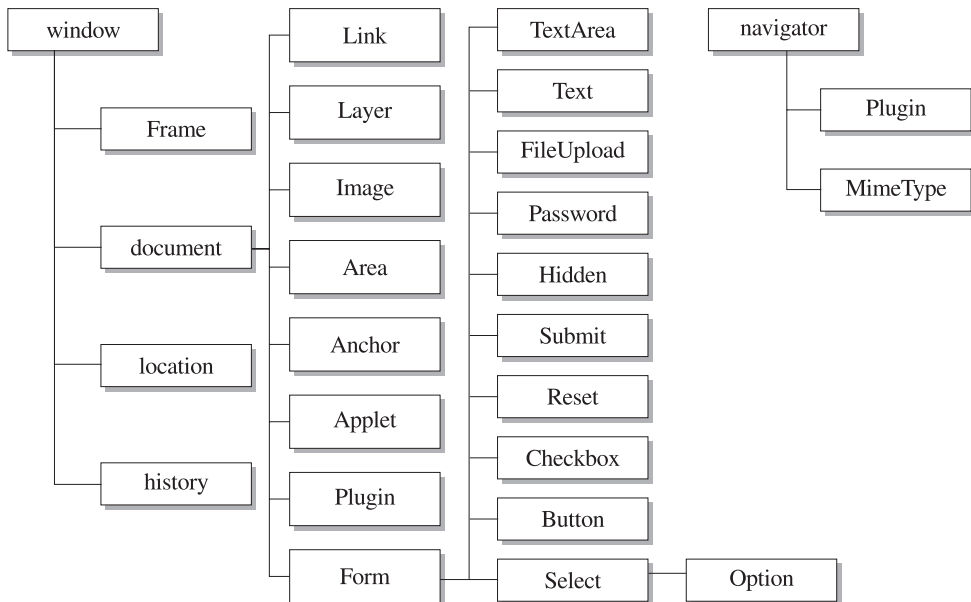 window
Frame
document
location
history
Link
Layer
Image
Area
Anchor
Applet
Plugin
Form
TextArea
Text
FileUpload
Password
Hidden
Submit
Reset
Checkbox
Button
Select
Option
navigator
Plugin
MimeType